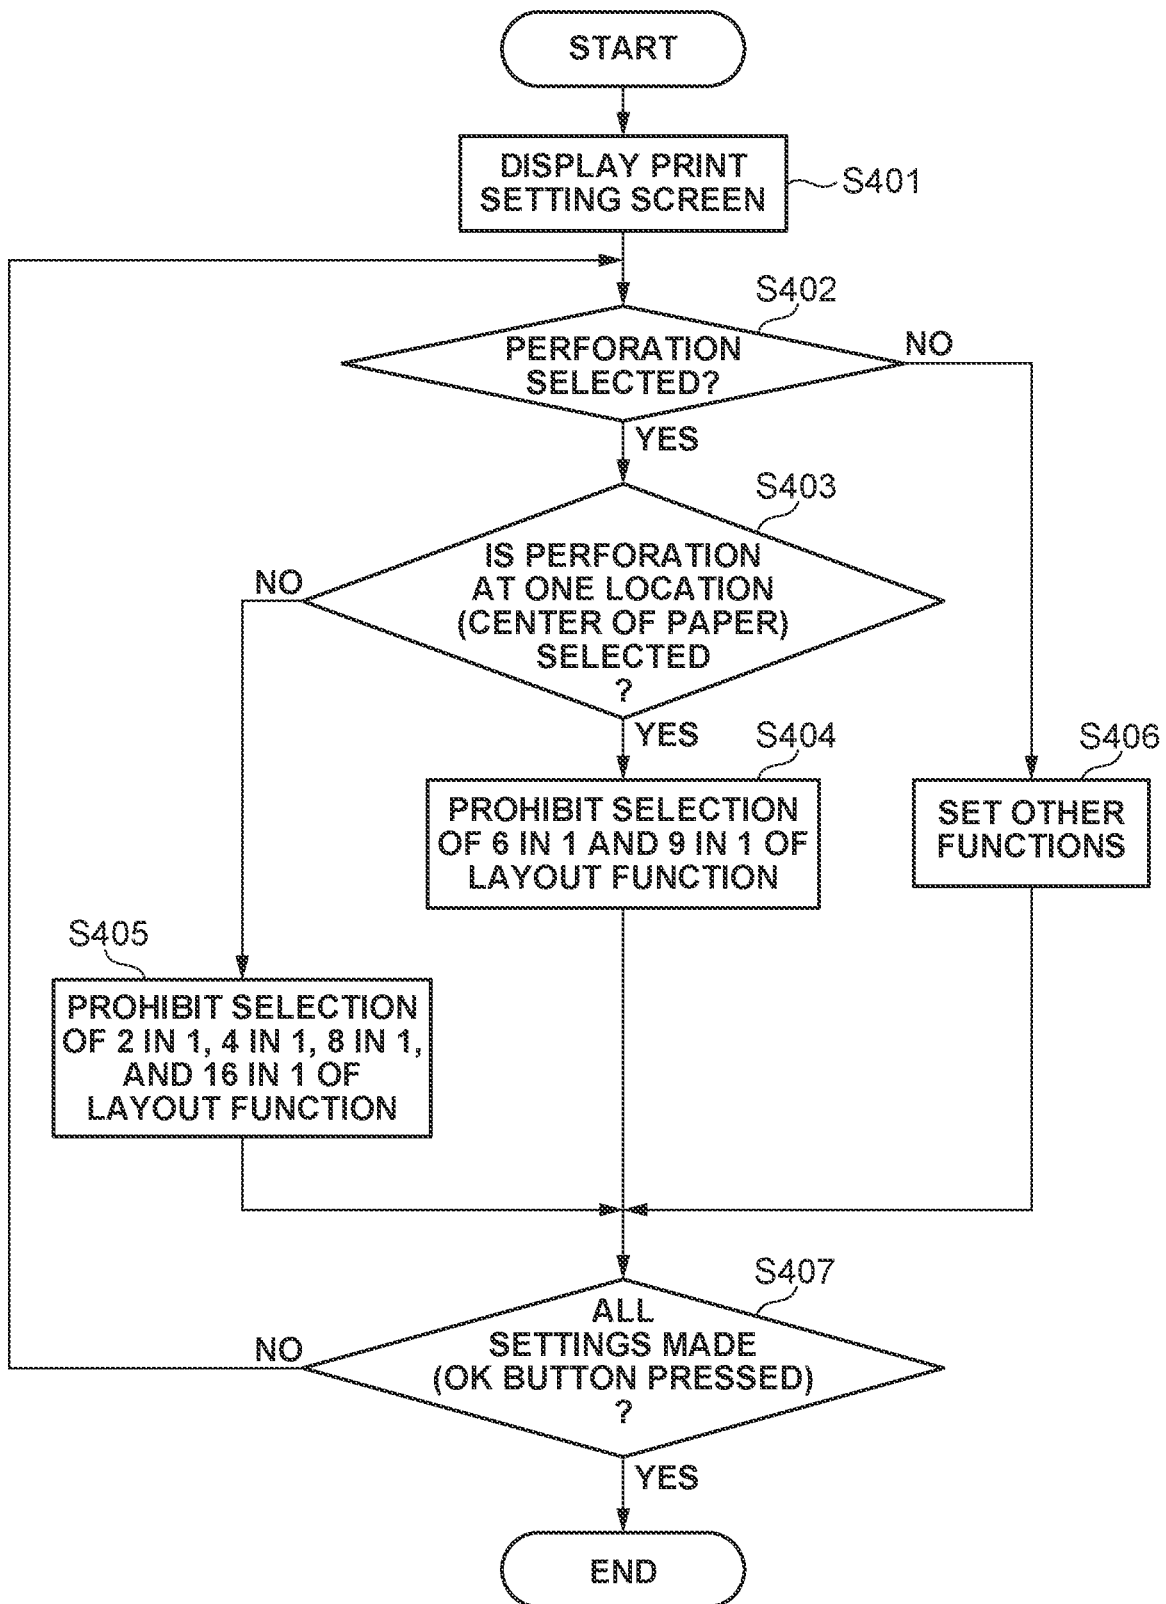 START
DISPLAY PRINT
SETTING SCREEN
S401
S402
PERFORATION
SELECTED?
NO
YES
S403
IS PERFORATION
AT ONE LOCATION
(CENTER OF PAPER)
SELECTED
?
NO
YES
S404
PROHIBIT SELECTION
OF 6 IN 1 AND 9 IN 1 OF
LAYOUT FUNCTION
S406
SET OTHER
FUNCTIONS
S405
PROHIBIT SELECTION
OF 2 IN 1, 4 IN 1, 8 IN 1,
AND 16 IN 1 OF
LAYOUT FUNCTION
S407
ALL
SETTINGS MADE
(OK BUTTON PRESSED)
?
NO
YES
END